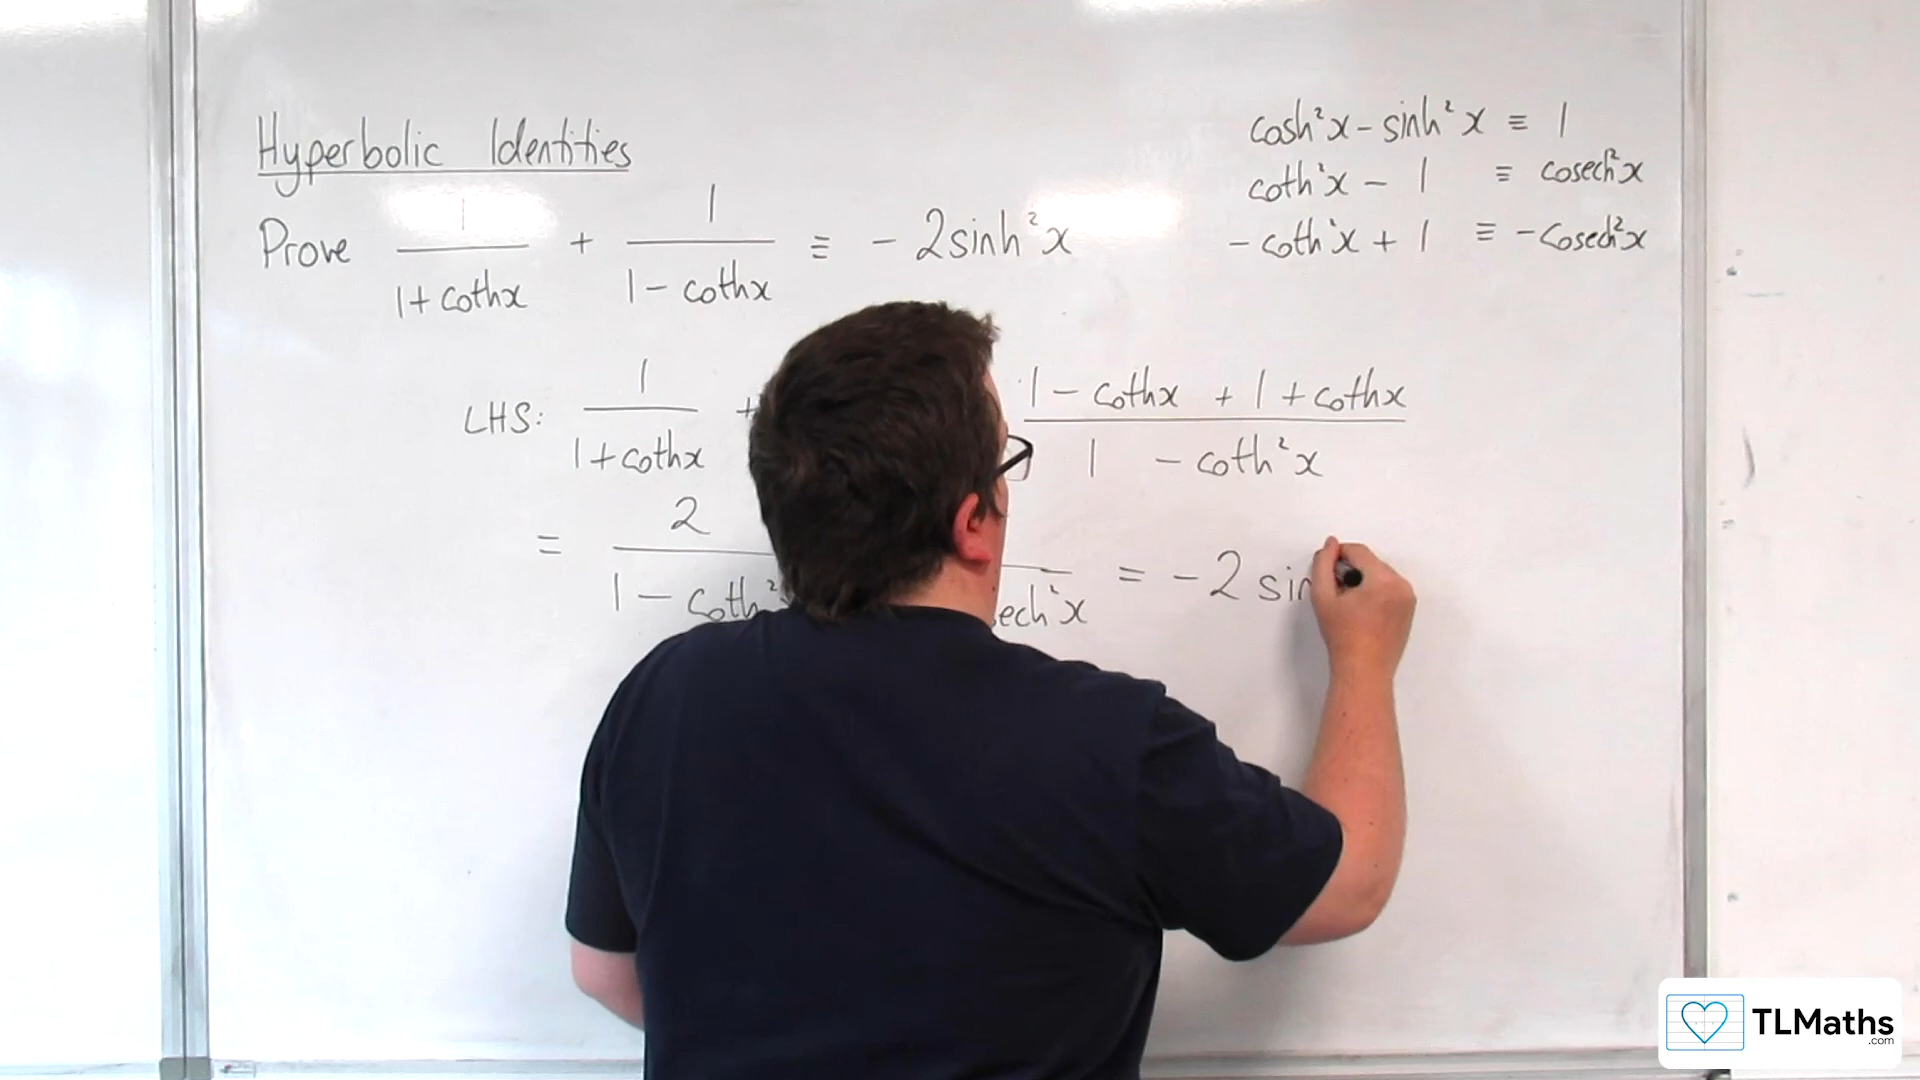 Hyperbolic Identities
cosh²x - sinh²x ≡ 1
coth²x - 1 ≡ cosech²x
- coth²x + 1 ≡ - cosech²x
Prove 1/(1 + cothx) + 1/(1 - cothx) ≡ - 2sinh²x
LHS: 1/(1 + cothx) + (1 - cothx + 1 + cothx)/(1 - coth²x)
= 2/(1 - coth² ech²x = - 2 sin
TLMaths
.com